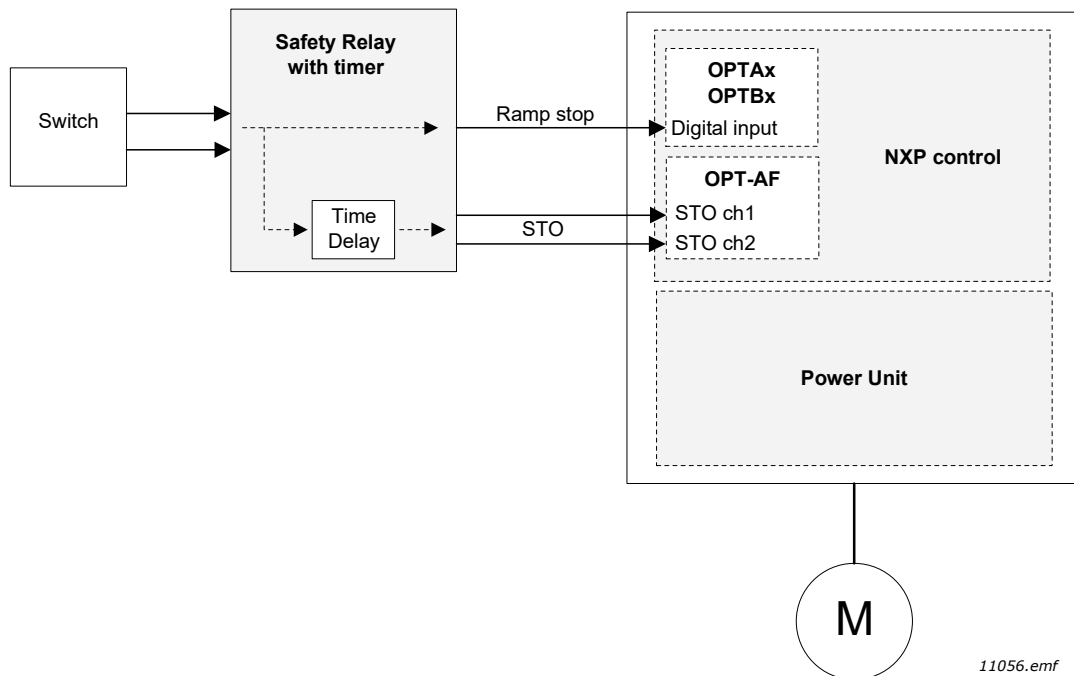 Switch
Safety Relay
with timer
Time
Delay
Ramp stop
STO
OPTAx
OPTBx
Digital input
OPT-AF
STO ch1
STO ch2
NXP control
Power Unit
M
11056.emf